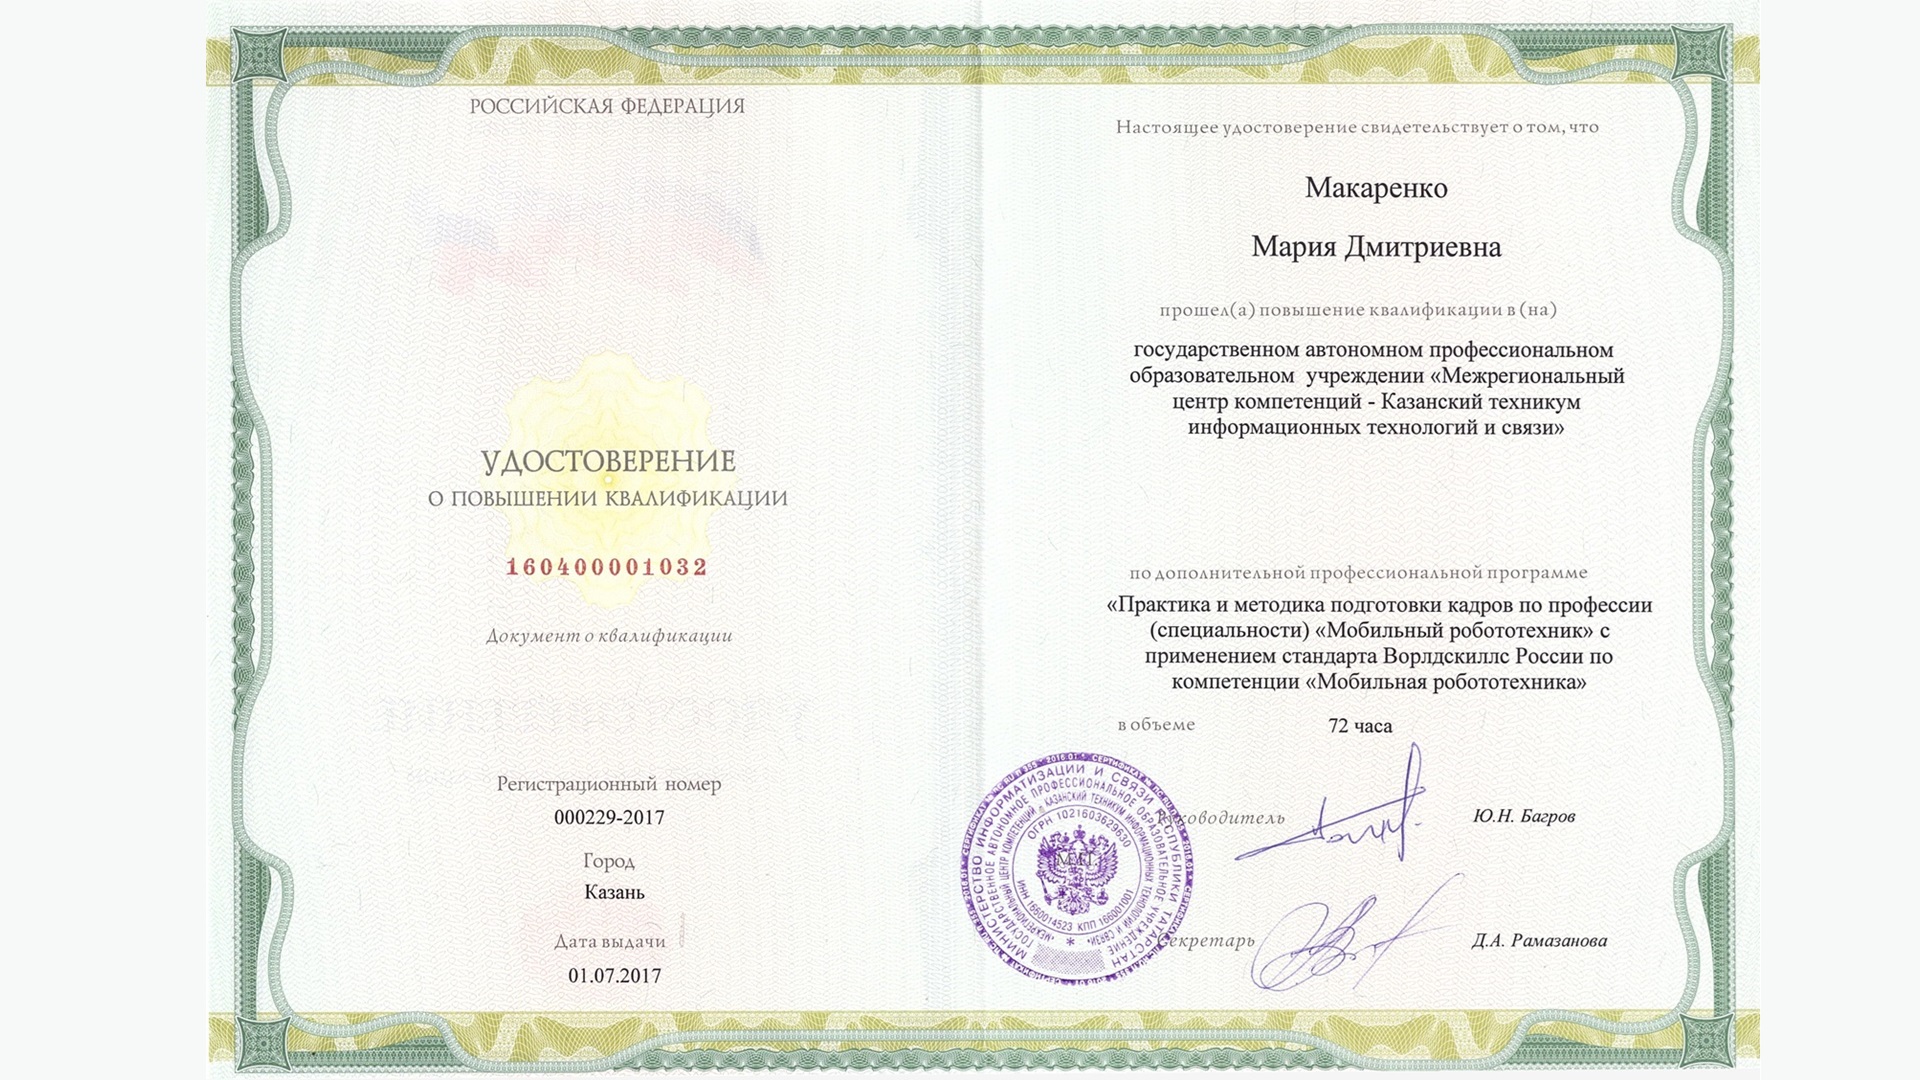 РОССИЙСКАЯ ФЕДЕРАЦИЯ
УДОСТОВЕРЕНИЕ
О ПОВЫШЕНИИ КВАЛИФИКАЦИИ
160400001032
Документ о квалификации
Регистрационный номер
000229-2017
Город
Казань
Дата выдачи
01.07.2017
Настоящее удостоверение свидетельствует о том, что
Макаренко
Мария Дмитриевна
прошел(а) повышение квалификации в (на)
государственном автономном профессиональном
образовательном учреждении «Межрегиональный
центр компетенций - Казанский техникум
информационных технологий и связи»
по дополнительной профессиональной программе
«Практика и методика подготовки кадров по профессии
(специальности) «Мобильный робототехник» с
применением стандарта Ворлдскиллс России по
компетенции «Мобильная робототехника»
в объеме 72 часа
Руководитель Ю.Н. Багров
М.П.
Секретарь Д.А. Рамазанова
МИНИСТЕРСТВО ИНФОРМАТИЗАЦИИ И СВЯЗИ РЕСПУБЛИКИ ТАТАРСТАН
ГОСУДАРСТВЕННОЕ АВТОНОМНОЕ ПРОФЕССИОНАЛЬНОЕ ОБРАЗОВАТЕЛЬНОЕ УЧРЕЖДЕНИЕ
«МЕЖРЕГИОНАЛЬНЫЙ ЦЕНТР КОМПЕТЕНЦИЙ - КАЗАНСКИЙ ТЕХНИКУМ ИНФОРМАЦИОННЫХ ТЕХНОЛОГИЙ И СВЯЗИ»
ОГРН 1021603629630
ИНН 1660014523 КПП 166001001